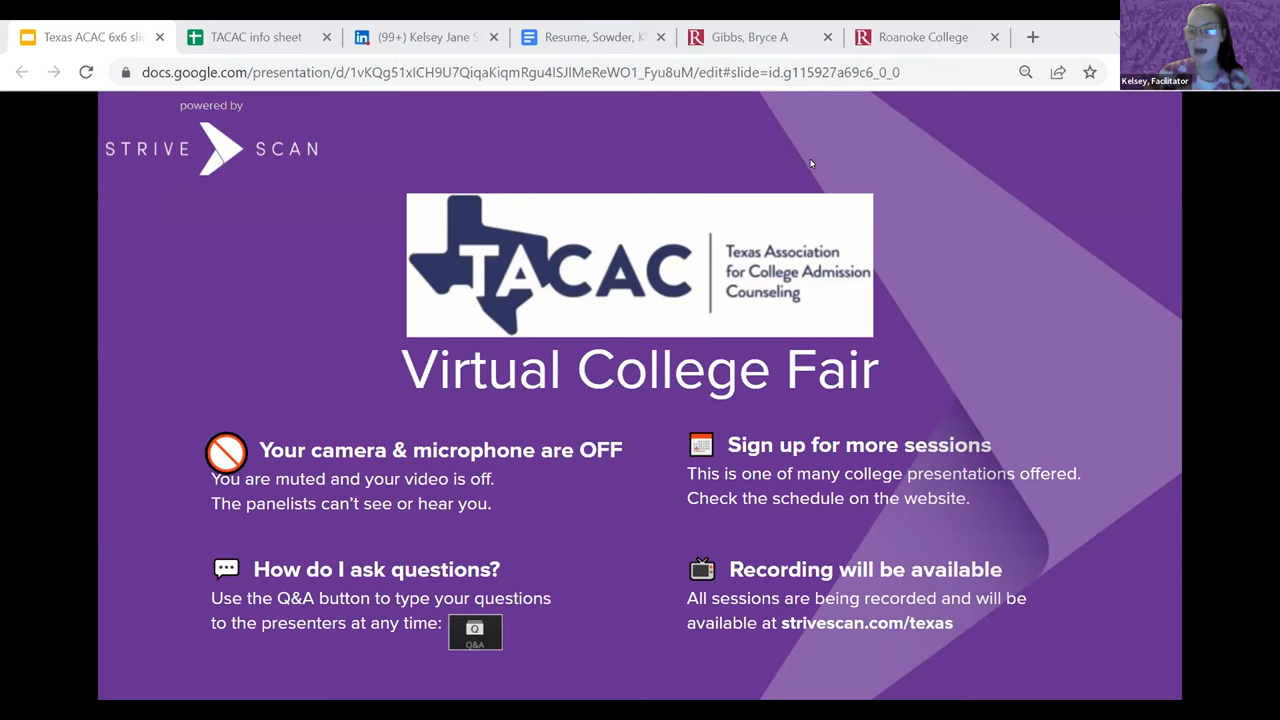 Texas ACAC 6x6 sli
TACAC info sheet
(99+) Kelsey Jane S
Resume, Sowder, K
Gibbs, Bryce A
Roanoke College
docs.google.com/presentation/d/1vKQg51xICH9U7QiqaKiqmRgu4ISJlMeReWO1_Fyu8uM/edit#slide=id.g115927a69c6_0_0
Kelsey, Facilitator
powered by
STRIVE SCAN
TACAC
Texas Association
for College Admission
Counseling
Virtual College Fair
Your camera & microphone are OFF
You are muted and your video is off.
The panelists can't see or hear you.
Sign up for more sessions
This is one of many college presentations offered.
Check the schedule on the website.
How do I ask questions?
Use the Q&A button to type your questions
to the presenters at any time:
Q
Q&A
Recording will be available
All sessions are being recorded and will be
available at strivescan.com/texas